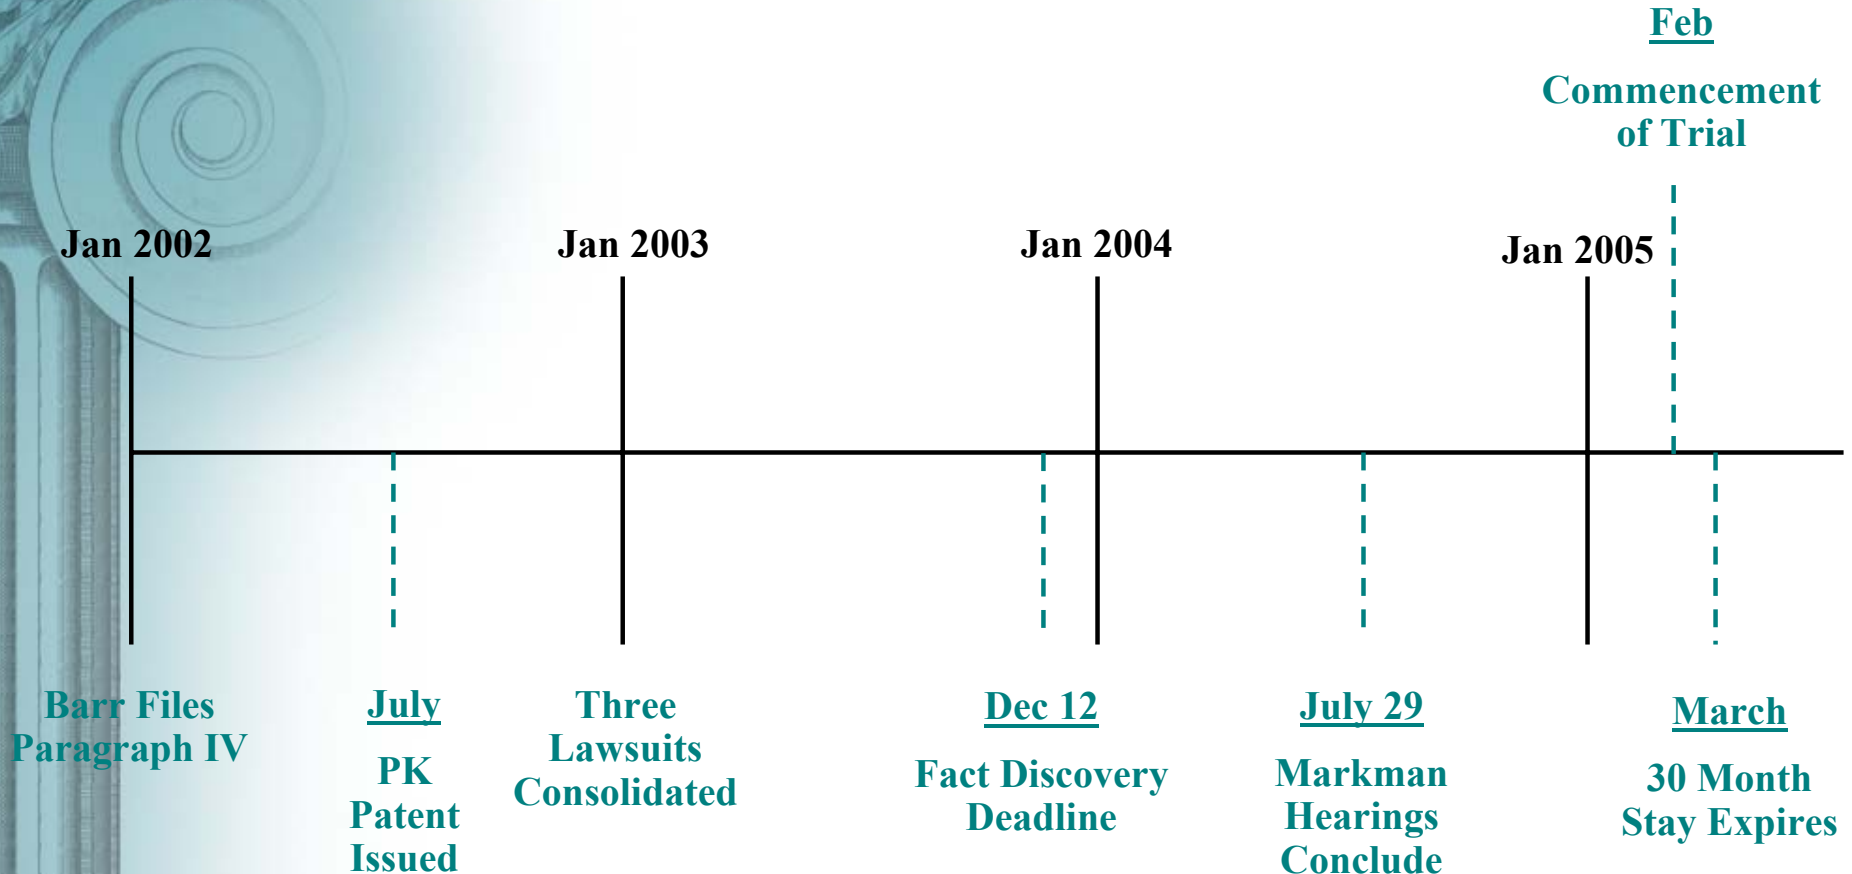 Feb
Commencement
of Trial
Jan 2002
Jan 2003
Jan 2004
Jan 2005
Barr Files
Paragraph IV
July
PK
Patent
Issued
Three
Lawsuits
Consolidated
Dec 12
Fact Discovery
Deadline
July 29
Markman
Hearings
Conclude
March
30 Month
Stay Expires